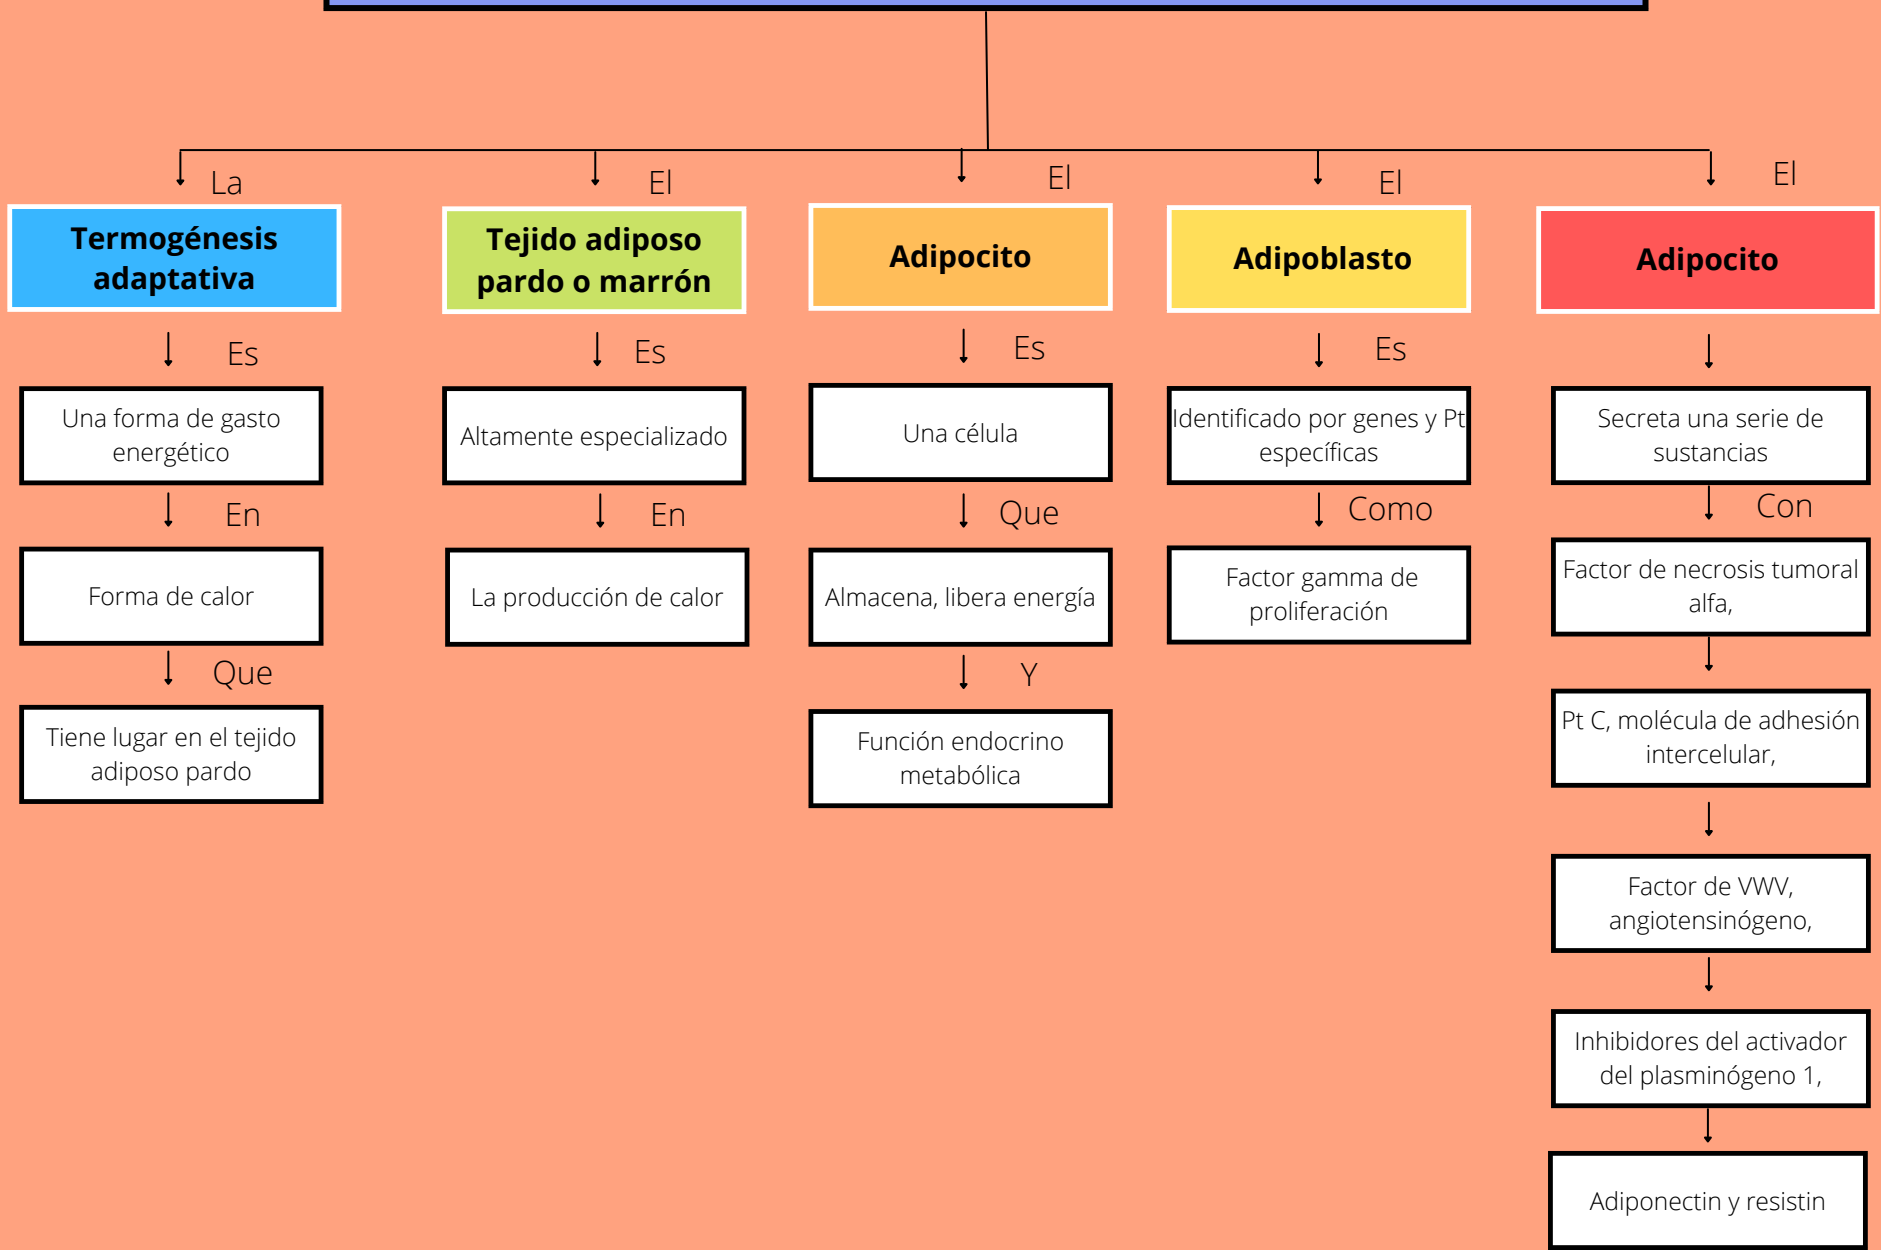 La
Termogénesis
adaptativa
Es
Una forma de gasto
energético
En
Forma de calor
Que
Tiene lugar en el tejido
adiposo pardo
El
Tejido adiposo
pardo o marrón
Es
Altamente especializado
En
La producción de calor
El
Adipocito
Es
Una célula
Que
Almacena, libera energía
Y
Función endocrino
metabólica
El
Adipoblasto
Es
Identificado por genes y Pt
específicas
Como
Factor gamma de
proliferación
El
Adipocito
Secreta una serie de
sustancias
Con
Factor de necrosis tumoral
alfa,
Pt C, molécula de adhesión
intercelular,
Factor de VWV,
angiotensinógeno,
Inhibidores del activador
del plasminógeno 1,
Adiponectin y resistin